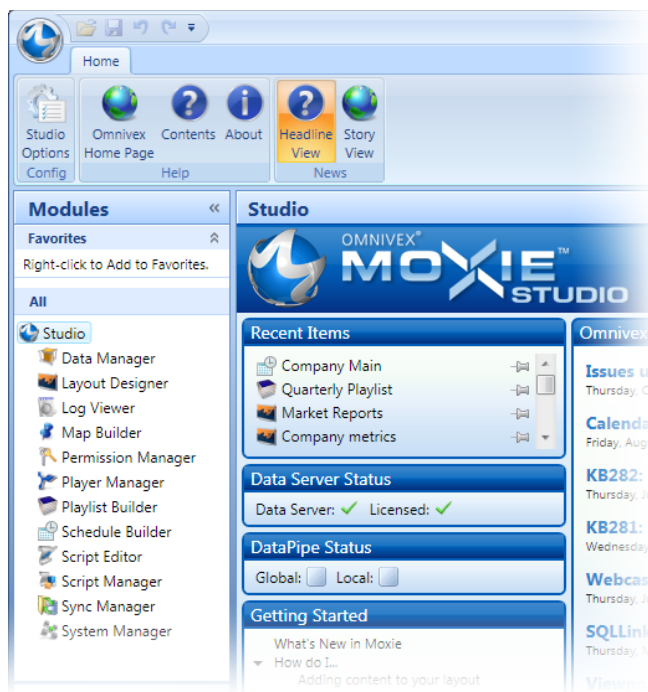 Home
Studio Options
Omnivex Home Page
Contents
About
Headline View
Story View
Config
Help
News
Modules
Favorites
Right-click to Add to Favorites.
All
Studio
Data Manager
Layout Designer
Log Viewer
Map Builder
Permission Manager
Player Manager
Playlist Builder
Schedule Builder
Script Editor
Script Manager
Sync Manager
System Manager
Studio
OMNIVEX®
MOXIE™
STUDIO
Recent Items
Company Main
Quarterly Playlist
Market Reports
Company metrics
Data Server Status
Data Server: Licensed:
DataPipe Status
Global: Local:
Getting Started
What's New in Moxie
How do I...
Adding content to your layout
Omnivex
Issues
Thursday,
Friday,
KB282:
Thursday,
KB281:
Wednesday
Thursday,
Thursday,